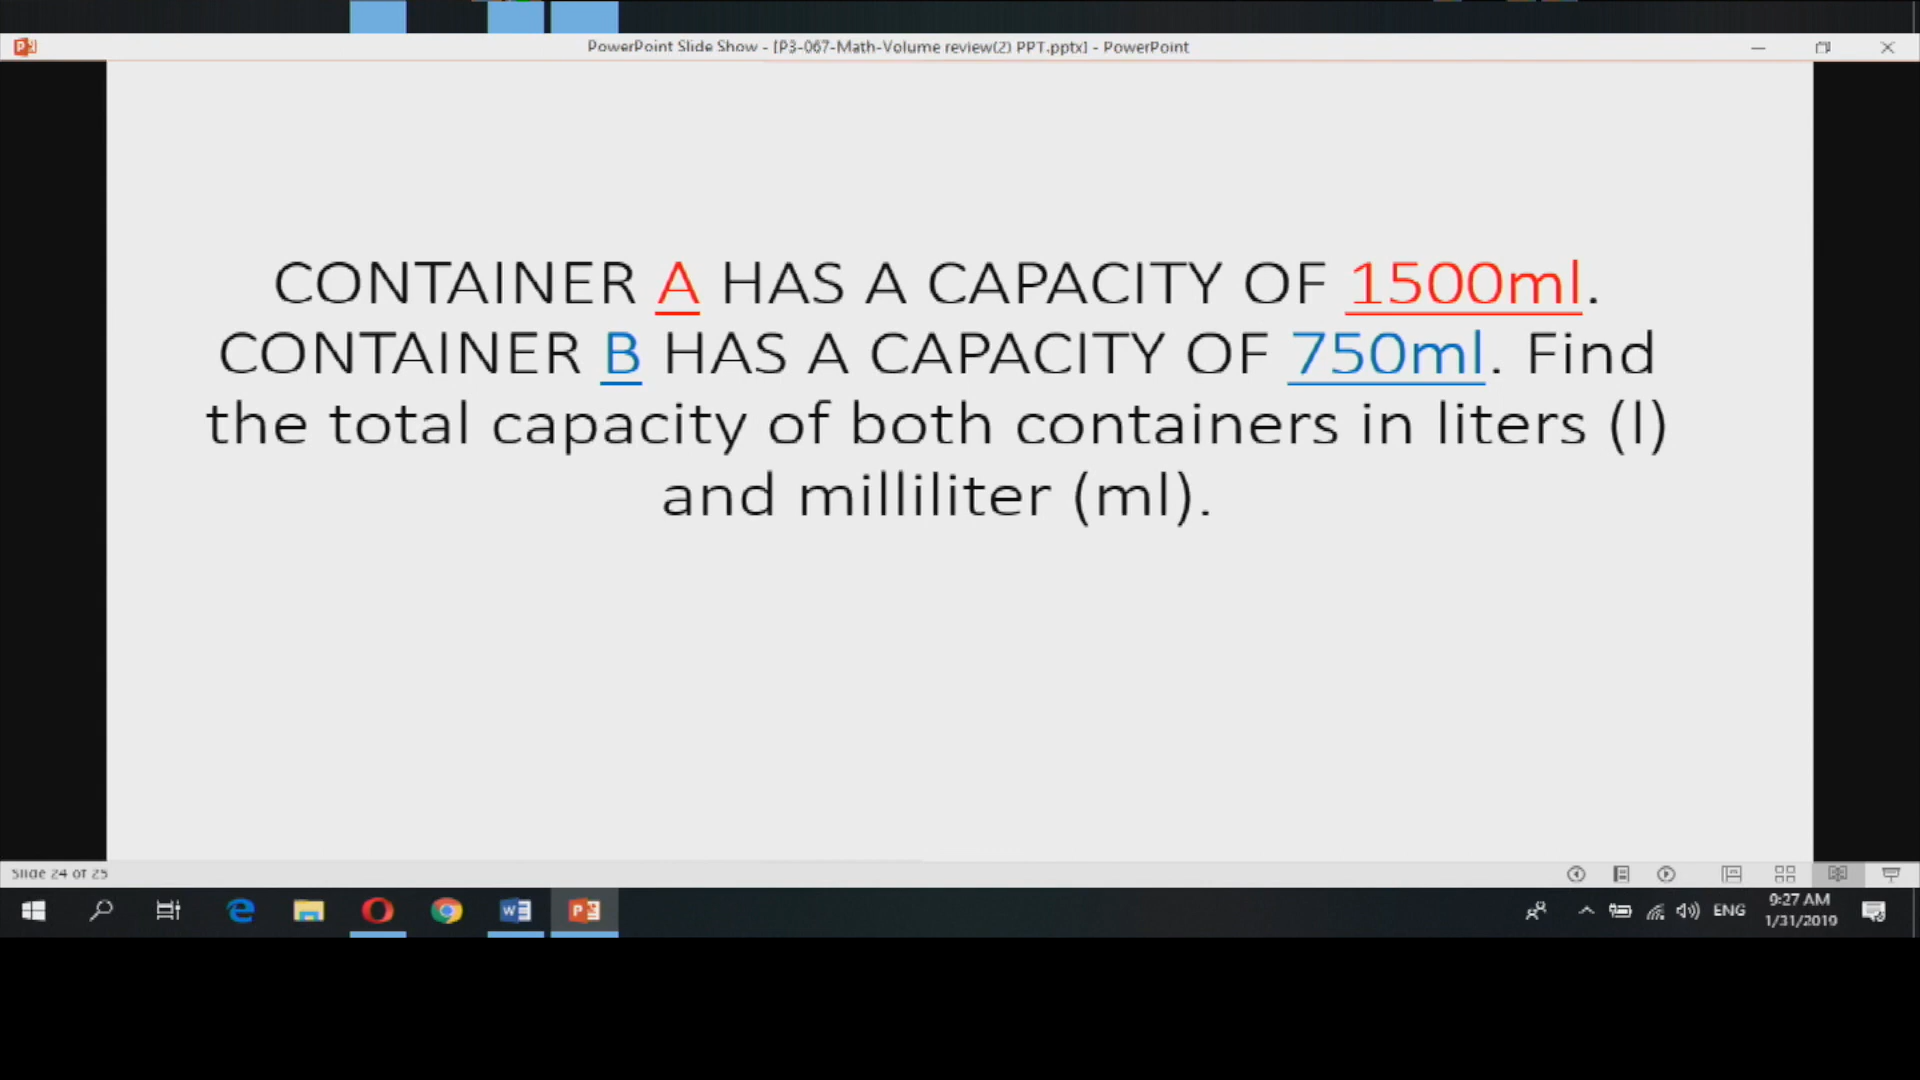 PowerPoint Slide Show - [P3-067-Math-Volume review(2) PPT.pptx] - PowerPoint
CONTAINER A HAS A CAPACITY OF 1500ml.
CONTAINER B HAS A CAPACITY OF 750ml. Find
the total capacity of both containers in liters (l)
and milliliter (ml).
Slide 24 of 25
ENG
9:27 AM
1/31/2019